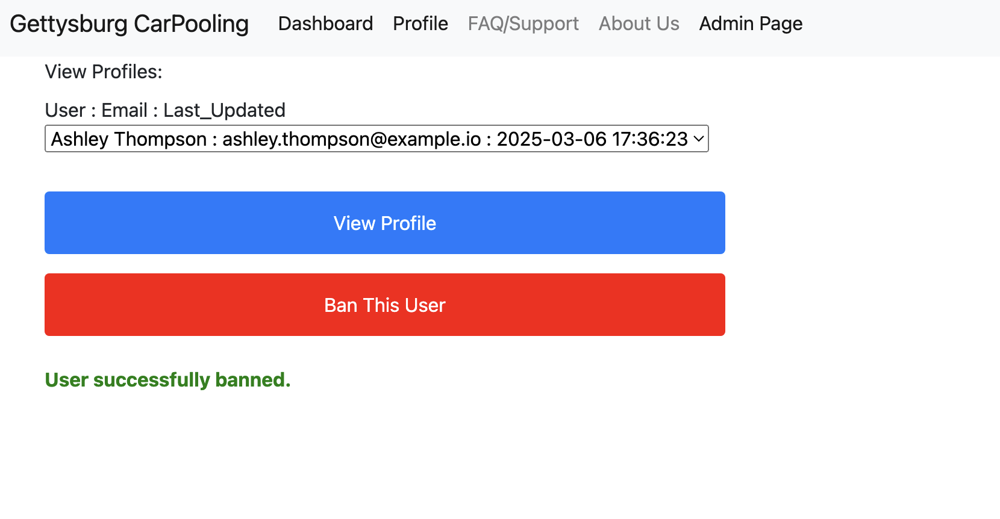 Gettysburg CarPooling Dashboard Profile FAQ/Support About Us Admin Page
View Profiles:
User : Email : Last_Updated
Ashley Thompson : ashley.thompson@example.io : 2025-03-06 17:36:23
View Profile
Ban This User
User successfully banned.